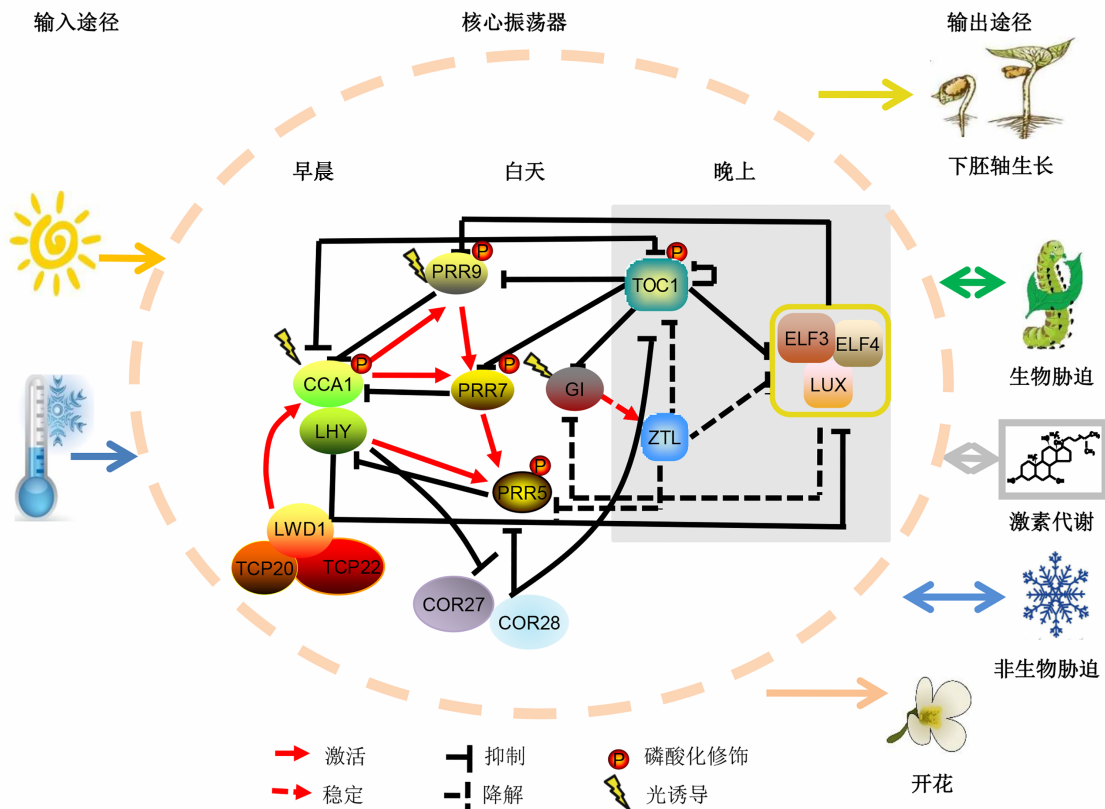 输入途径
核心振荡器
输出途径
下胚轴生长
早晨
白天
晚上
P
PRR9
P
TOC1
ELF3
ELF4
LUX
生物胁迫
P
CCA1
LHY
P
PRR7
GI
ZTL
P
PRR5
激素代谢
LWD1
TCP20
TCP22
COR27
COR28
非生物胁迫
激活
抑制
P
磷酸化修饰
稳定
降解
光诱导
开花